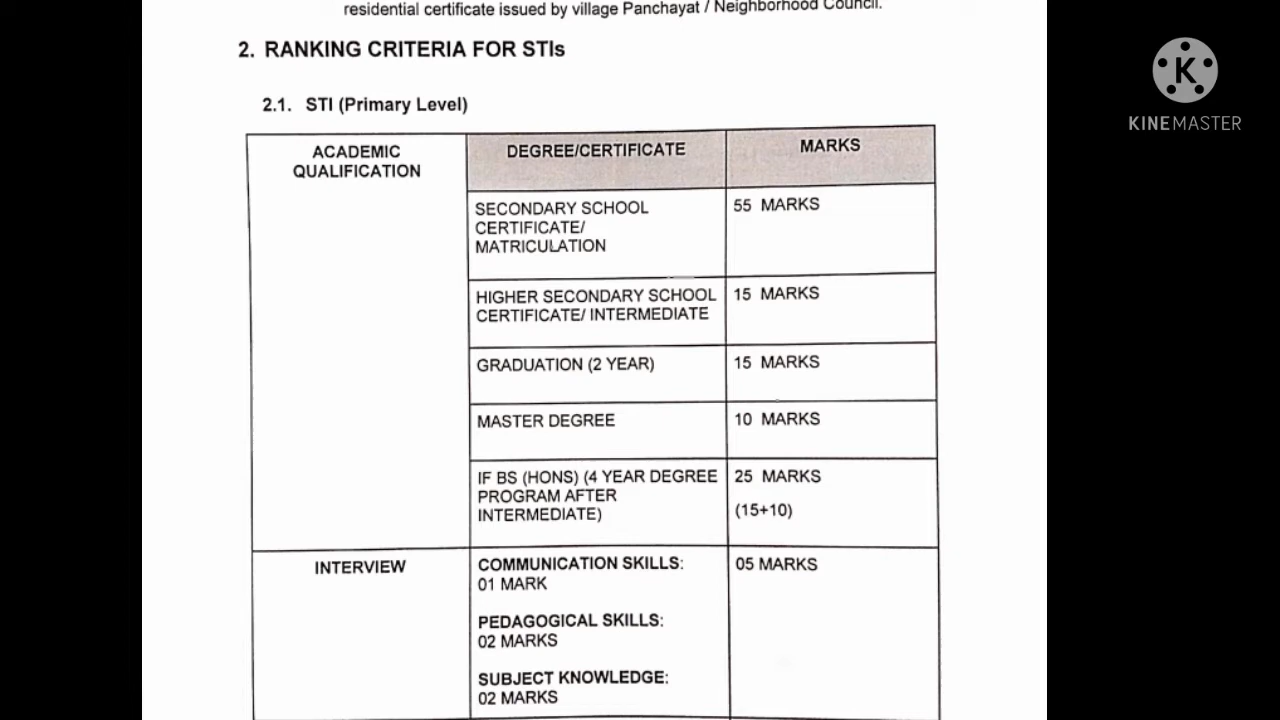 residential certificate issued by village Panchayat / Neighborhood Council.
2. RANKING CRITERIA FOR STIs
2.1. STI (Primary Level)
ACADEMIC
QUALIFICATION
DEGREE/CERTIFICATE
MARKS
SECONDARY SCHOOL
CERTIFICATE/
MATRICULATION
55 MARKS
HIGHER SECONDARY SCHOOL
CERTIFICATE/ INTERMEDIATE
15 MARKS
GRADUATION (2 YEAR)
15 MARKS
MASTER DEGREE
10 MARKS
IF BS (HONS) (4 YEAR DEGREE
PROGRAM AFTER
INTERMEDIATE)
25 MARKS
(15+10)
INTERVIEW
COMMUNICATION SKILLS:
01 MARK
PEDAGOGICAL SKILLS:
02 MARKS
SUBJECT KNOWLEDGE:
02 MARKS
05 MARKS
K
KINEMASTER